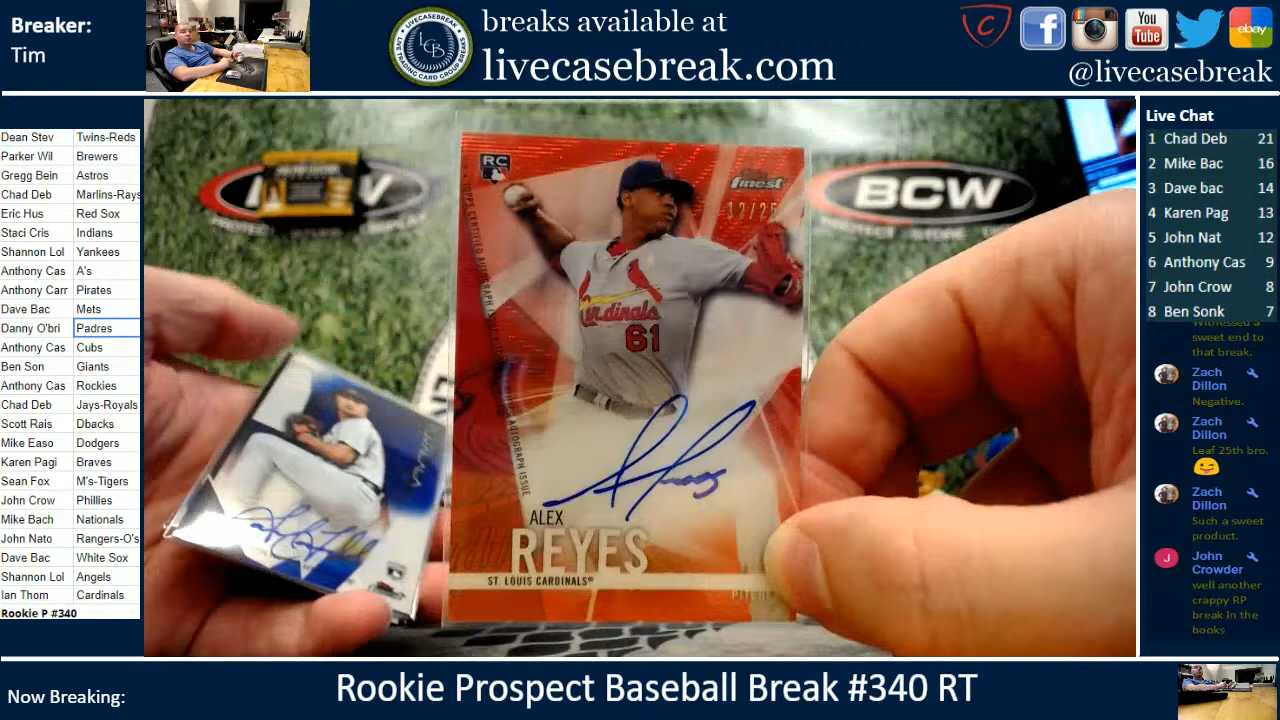 Breaker:
Tim
breaks available at
livecasebreak.com
You
Tube
ebay
@livecasebreak
Dean Stev Twins-Reds
Parker Wil Brewers
Gregg Bein Astros
Chad Deb Marlins-Rays
Eric Hus Red Sox
Staci Cris Indians
Shannon Lol Yankees
Anthony Cas A's
Anthony Carr Pirates
Dave Bac Mets
Danny O'bri Padres
Anthony Cas Cubs
Ben Son Giants
Anthony Cas Rockies
Chad Deb Jays-Royals
Scott Rais Dbacks
Mike Easo Dodgers
Karen Pagi Braves
Sean Fox M's-Tigers
John Crow Phillies
Mike Bach Nationals
John Nato Rangers-O's
Dave Bac White Sox
Shannon Lol Angels
Ian Thom Cardinals
Rookie P #340
RC
finest
12/25
BCW
Cardinals
61
ALEX
REYES
ST. LOUIS CARDINALS®
Live Chat
1 Chad Deb 21
2 Mike Bac 16
3 Dave bac 14
4 Karen Pag 13
5 John Nat 12
6 Anthony Cas 9
7 John Crow 8
8 Ben Sonk 7
Witnessed a
sweet end to
that break.
Zach
Dillon
Negative.
Zach
Dillon
Leaf 25th bro.
Zach
Dillon
Such a sweet
product.
J John
Crowder
well another
crappy RP
break in the
books
Now Breaking:
Rookie Prospect Baseball Break #340 RT